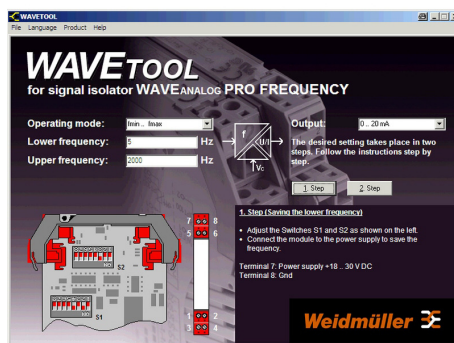 WAVETOOL
File Language Product Help
WAVETOOL
for signal isolator WAVEANALOG PRO FREQUENCY
Operating mode: fmin... fmax
Output: 0 .. 20 mA
Lower frequency: 5 Hz
Upper frequency: 2000 Hz
f
U/I
Vc
The desired setting takes place in two
steps. Follow the instructions step by
step.
1. Step
2. Step
1. Step (Saving the lower frequency)
• Adjust the Switches S1 and S2 as shown on the left.
• Connect the module to the power supply to save the
frequency.
Terminal 7: Power supply +18 .. 30 V DC
Terminal 8: Gnd
7 8
5 6
S2
S1
1 2
3 4
Weidmüller